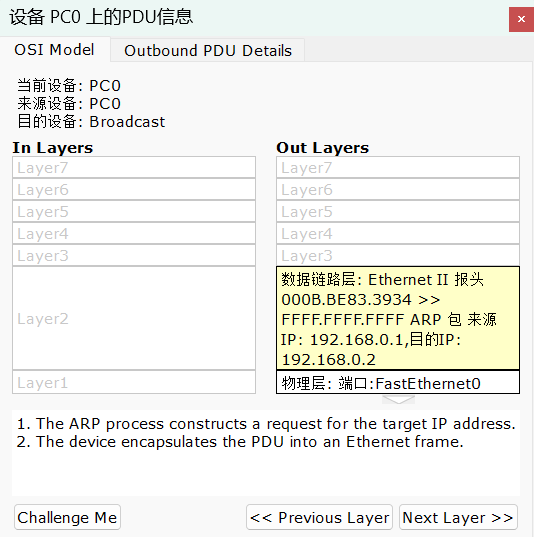 设备 PC0 上的PDU信息
×
OSI Model
Outbound PDU Details
当前设备: PC0
来源设备: PC0
目的设备: Broadcast
In Layers
Layer7
Layer6
Layer5
Layer4
Layer3
Layer2
Layer1
Out Layers
Layer7
Layer6
Layer5
Layer4
Layer3
数据链路层: Ethernet II 报头
000B.BE83.3934 >>
FFFF.FFFF.FFFF ARP 包 来源
IP: 192.168.0.1,目的IP:
192.168.0.2
物理层: 端口:FastEthernet0
1. The ARP process constructs a request for the target IP address.
2. The device encapsulates the PDU into an Ethernet frame.
Challenge Me
<< Previous Layer
Next Layer >>